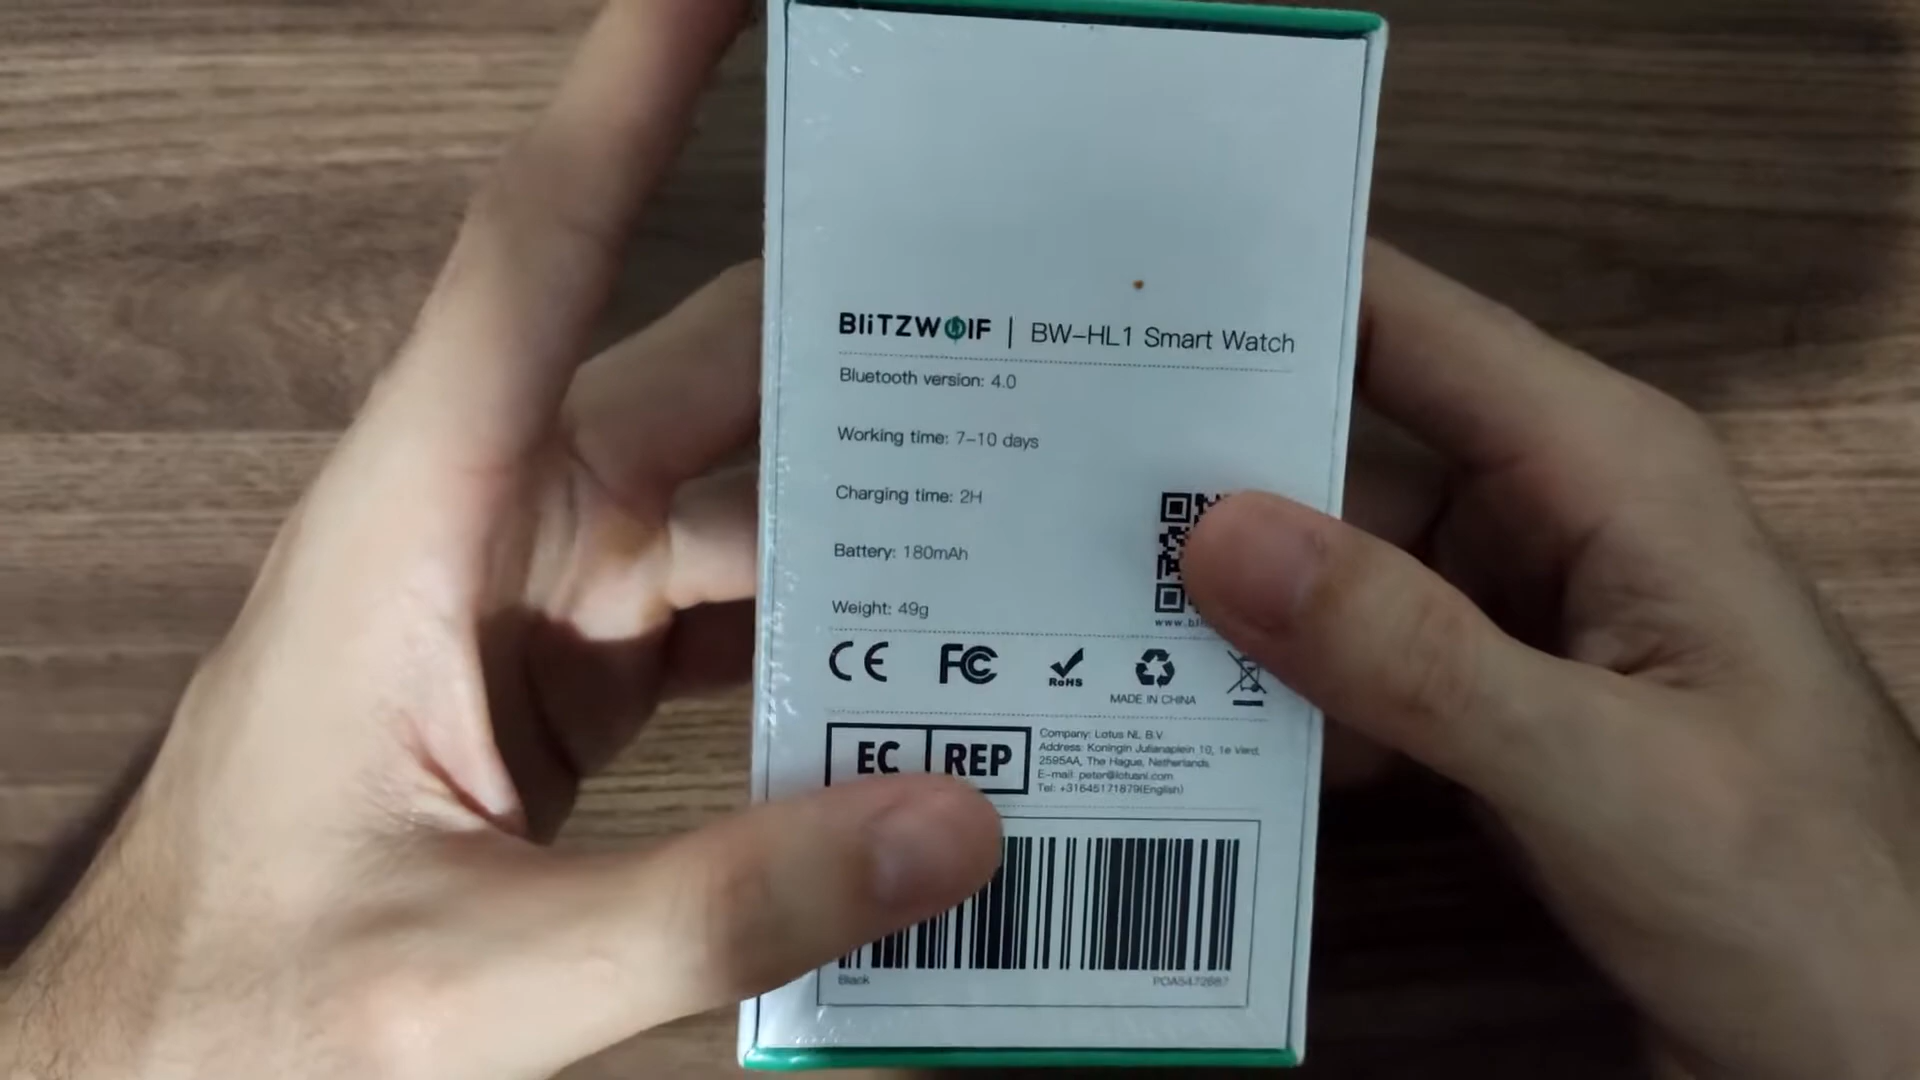 BlitzWolf | BW-HL1 Smart Watch
Bluetooth version: 4.0
Working time: 7-10 days
Charging time: 2H
Battery: 180mAh
Weight: 49g
www.bl
CE FC RoHS
MADE IN CHINA
EC REP
Company: Lotus NL B.V
Address: Koningin Julianaplein 10, 1e Verd,
2595AA, The Hague, Netherlands.
E-mail: peter@lotusnl.com
Tel: +31645171879(English)
Black